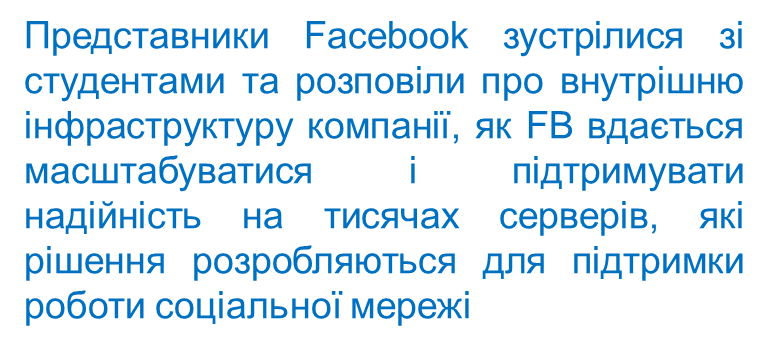 Представники Facebook зустрілися зі
студентами та розповіли про внутрішню
інфраструктуру компанії, як FB вдається
масштабуватися і підтримувати
надійність на тисячах серверів, які
рішення розробляються для підтримки
роботи соціальної мережі